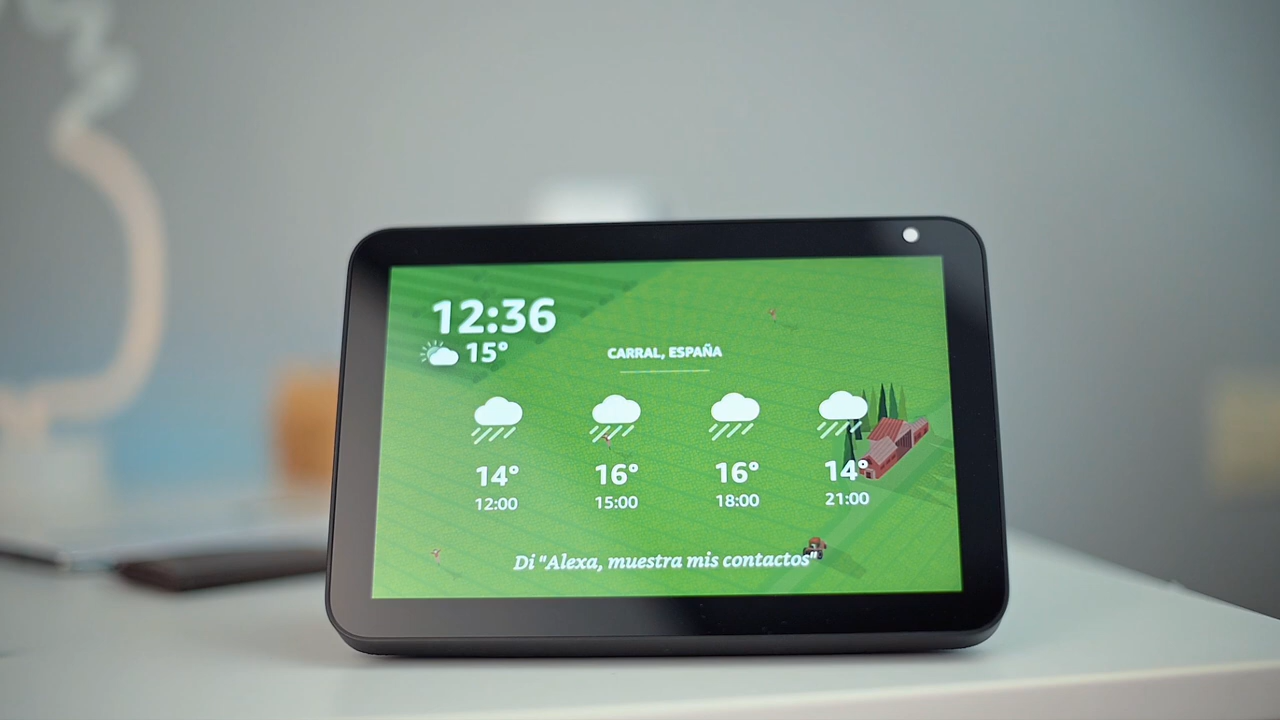 12:36
15°
CARRAL, ESPAÑA
14° 16° 16° 14°
12:00 15:00 18:00 21:00
Di "Alexa, muestra mis contactos"